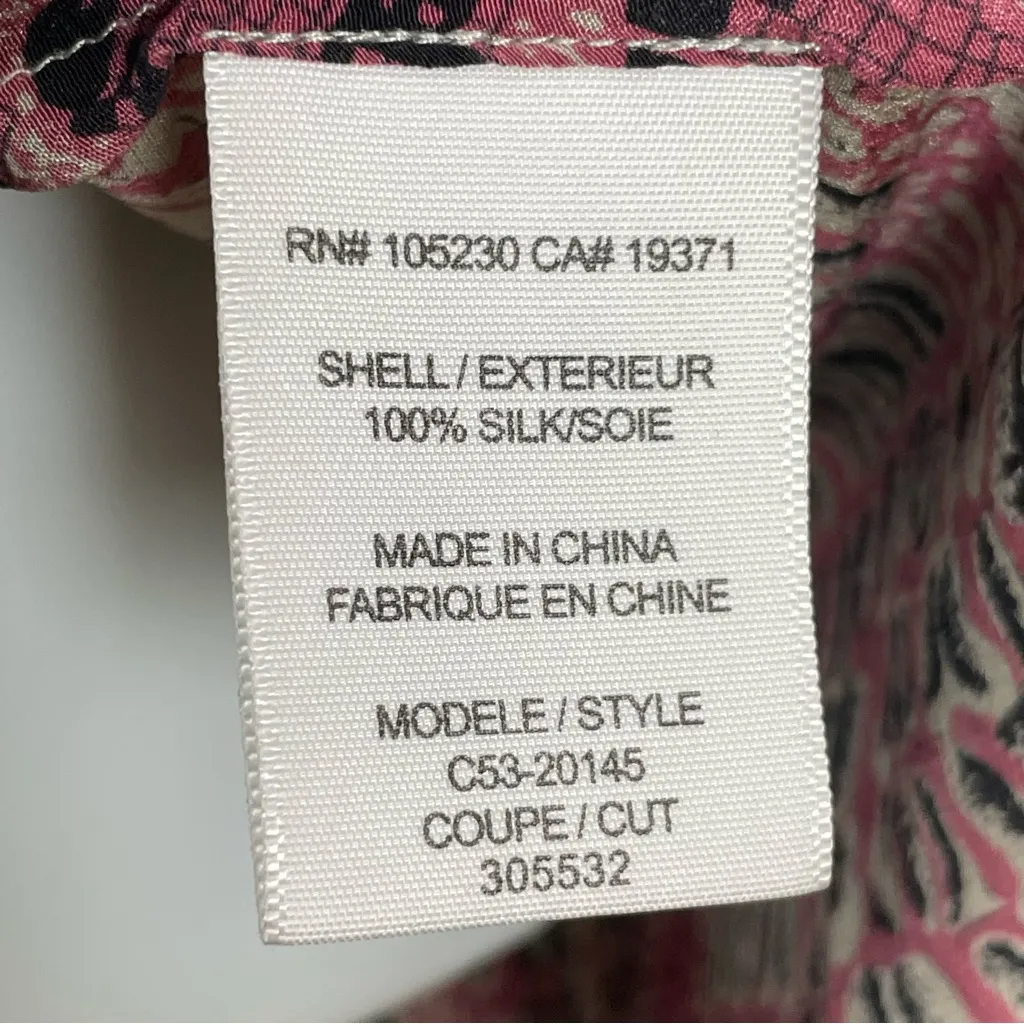 RN# 105230 CA# 19371
SHELL / EXTERIEUR
100% SILK/SOIE
MADE IN CHINA
FABRIQUE EN CHINE
MODELE / STYLE
C53-20145
COUPE / CUT
305532